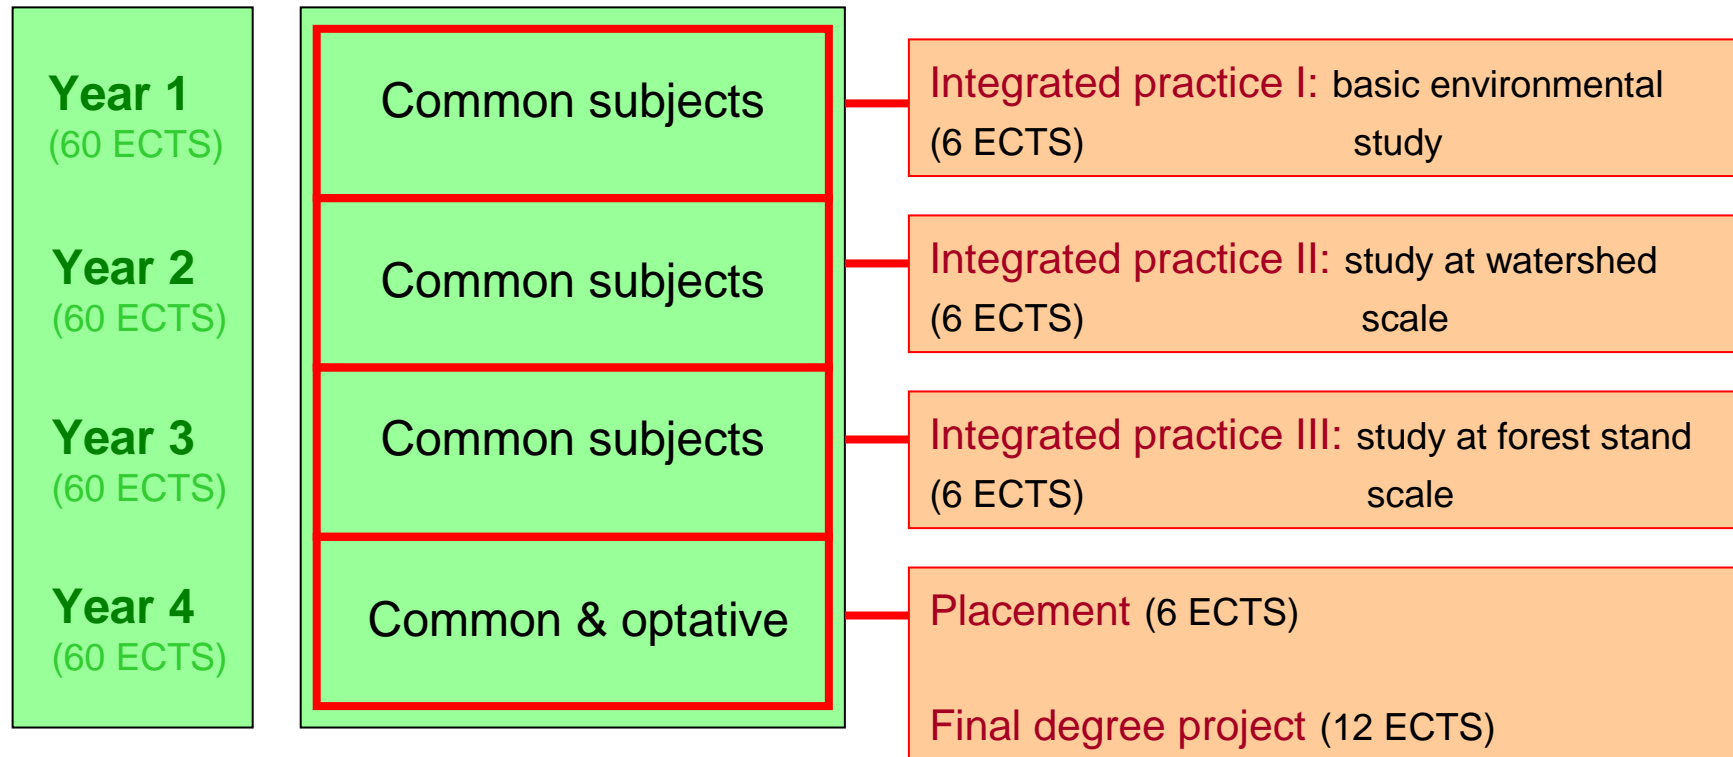 Year 1
(60 ECTS)
Common subjects
Integrated practice I: basic environmental
(6 ECTS) study
Year 2
(60 ECTS)
Common subjects
Integrated practice II: study at watershed
(6 ECTS) scale
Year 3
(60 ECTS)
Common subjects
Integrated practice III: study at forest stand
(6 ECTS) scale
Year 4
(60 ECTS)
Common & optative
Placement (6 ECTS)
Final degree project (12 ECTS)